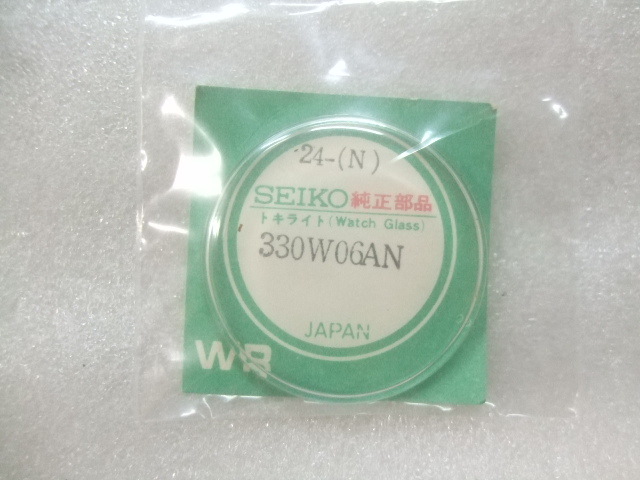 24-(N)
SEIKO 純正部品
トキライト(Watch Glass)
330W06AN
JAPAN
WR